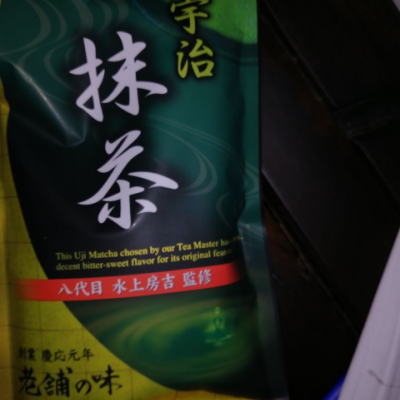 宇治
抹茶
This Uji Matcha chosen by our Tea Master
decent bitter-sweet flavor for its original
八代目 水上房吉 監修
創業 慶応元年
老舗の味